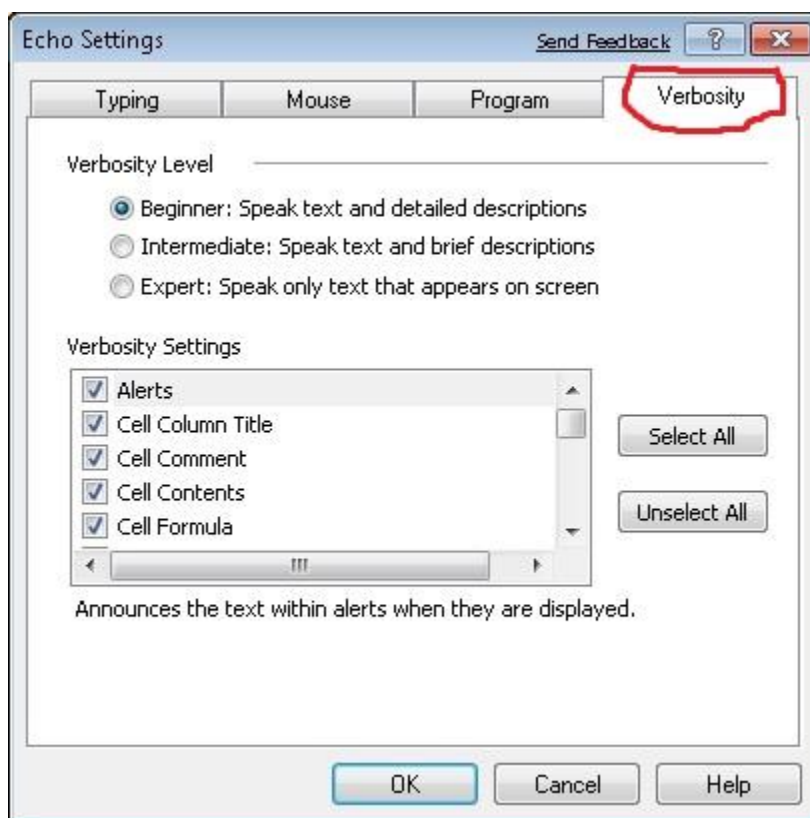 Echo Settings Send Feedback ?
Typing Mouse Program Verbosity
Verbosity Level
Beginner: Speak text and detailed descriptions
Intermediate: Speak text and brief descriptions
Expert: Speak only text that appears on screen
Verbosity Settings
Alerts
Cell Column Title
Cell Comment
Cell Contents
Cell Formula
Select All
Unselect All
Announces the text within alerts when they are displayed.
OK Cancel Help